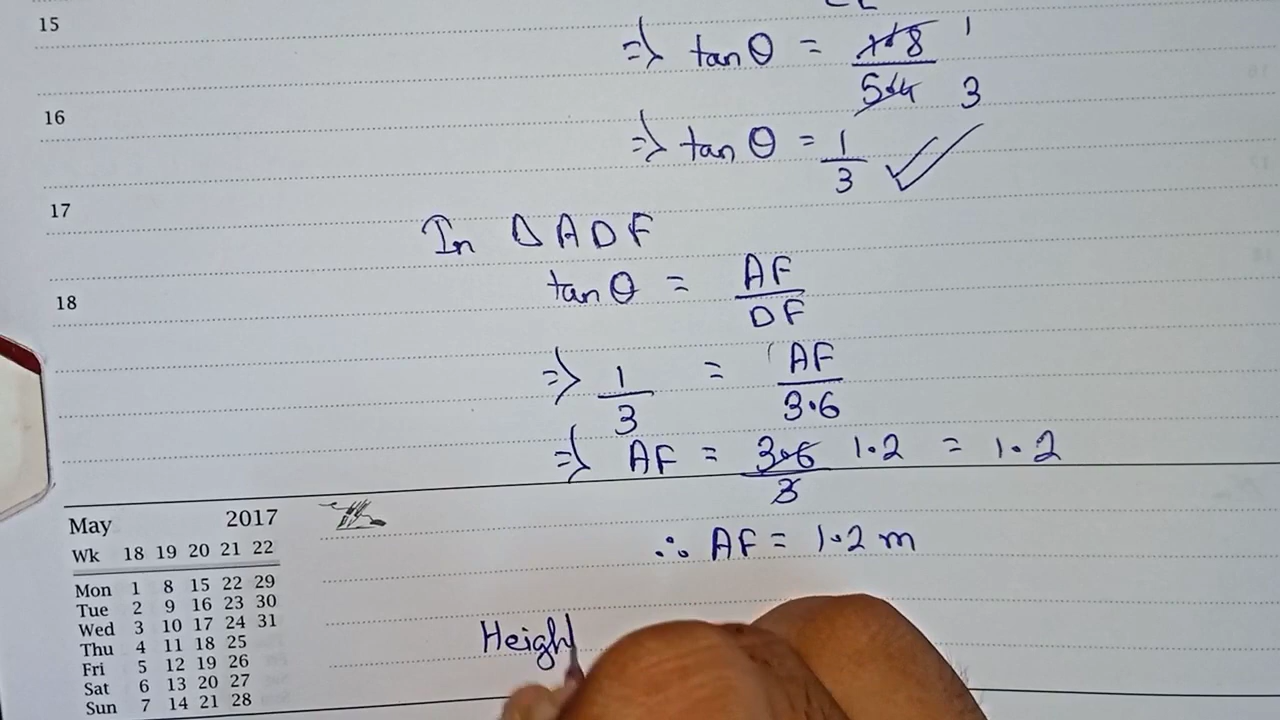 15
⇒ tan θ = 1.8 1
5.4 3
16
⇒ tan θ = 1
3
17
In Δ ADF
tan θ = AF
DF
18
⇒ 1 = AF
3 3.6
⇒ AF = 3.6 1.2 = 1.2
3
May 2017
∴ AF = 1.2 m
Wk 18 19 20 21 22
Mon 1 8 15 22 29
Tue 2 9 16 23 30
Wed 3 10 17 24 31
Thu 4 11 18 25
Fri 5 12 19 26
Sat 6 13 20 27
Sun 7 14 21 28
Height